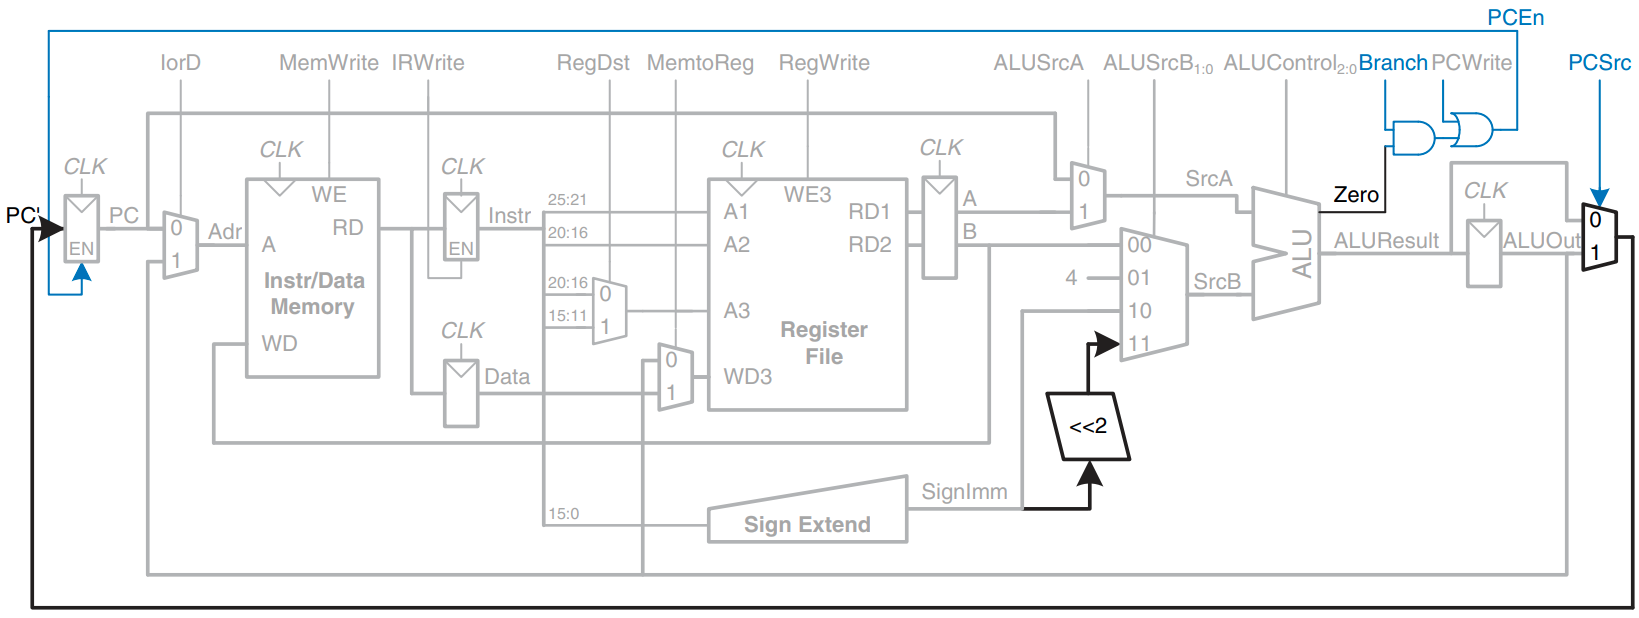 PCEn
IorD MemWrite IRWrite RegDst MemtoReg RegWrite ALUSrcA ALUSrcB1:0 ALUControl2:0 Branch PCWrite PCSrc
CLK CLK CLK CLK CLK
WE WE3 0 SrcA Zero CLK
PC' PC 0 Adr A RD Instr 25:21 A1 RD1 A 1 0
EN 1 EN 20:16 A2 RD2 B 00 ALU ALUResult ALUOut 1
Instr/Data
Memory
20:16 0 4 01 SrcB
15:11 1 A3 10
WD CLK Register
File
11
Data 0 WD3
1
<<2
SignImm
15:0 Sign Extend